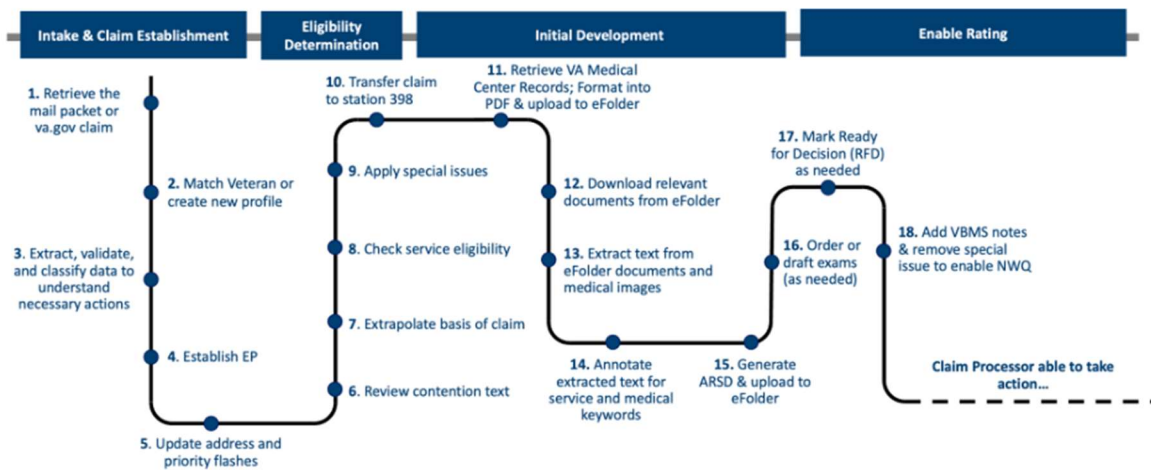 Intake & Claim Establishment
Eligibility
Determination
Initial Development
Enable Rating
1. Retrieve the
mail packet or
va.gov claim
2. Match Veteran or
create new profile
3. Extract, validate,
and classify data to
understand
necessary actions
4. Establish EP
5. Update address and
priority flashes
6. Review contention text
7. Extrapolate basis of claim
8. Check service eligibility
9. Apply special issues
10. Transfer claim
to station 398
11. Retrieve VA Medical
Center Records; Format into
PDF & upload to eFolder
12. Download relevant
documents from eFolder
13. Extract text from
eFolder documents and
medical images
14. Annotate
extracted text for
service and medical
keywords
15. Generate
ARSD & upload to
eFolder
16. Order or
draft exams
(as needed)
17. Mark Ready
for Decision (RFD)
as needed
18. Add VBMS notes
& remove special
issue to enable NWQ
Claim Processor able to take
action...